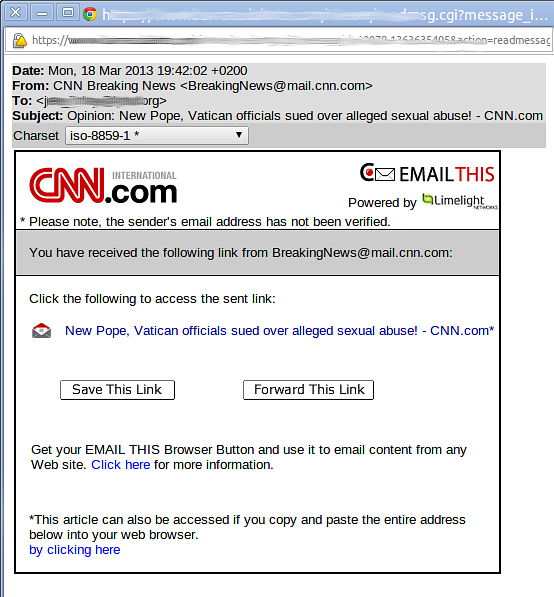 sg.cgi?message_i...
https://
1363635405&action=readmessag
Date: Mon, 18 Mar 2013 19:42:02 +0200
From: CNN Breaking News <BreakingNews@mail.cnn.com>
To: <j org>
Subject: Opinion: New Pope, Vatican officials sued over alleged sexual abuse! - CNN.com
Charset iso-8859-1 *
CNN.com INTERNATIONAL
EMAIL THIS
Powered by Limelight NETWORKS
* Please note, the sender's email address has not been verified.
You have received the following link from BreakingNews@mail.cnn.com:
Click the following to access the sent link:
New Pope, Vatican officials sued over alleged sexual abuse! - CNN.com*
Save This Link Forward This Link
Get your EMAIL THIS Browser Button and use it to email content from any
Web site. Click here for more information.
*This article can also be accessed if you copy and paste the entire address
below into your web browser.
by clicking here